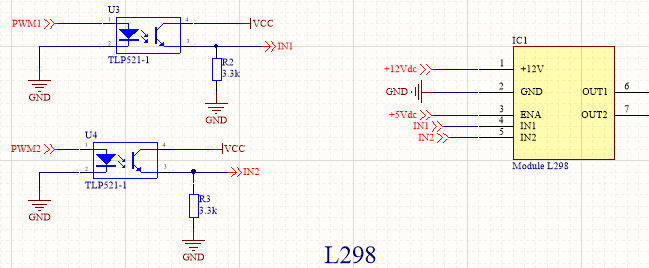 U3
PWM1
1
4
VCC
2
3
IN1
TLP521-1
R2
3.3k
GND
GND
U4
PWM2
1
4
VCC
2
3
IN2
TLP521-1
R3
3.3k
GND
GND
IC1
+12Vdc
1
+12V
GND
2
GND
OUT1
6
+5Vdc
3
ENA
OUT2
7
IN1
4
IN1
IN2
5
IN2
Module L298
L298